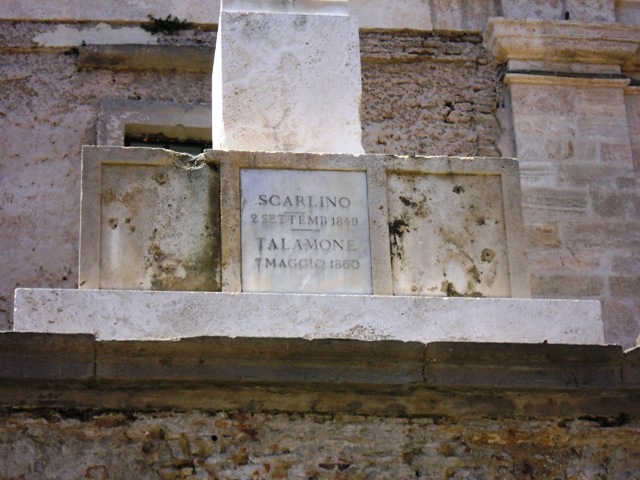 SCARLINO
2 SETTEMB 1849
TALAMONE
7 MAGGIO 1860